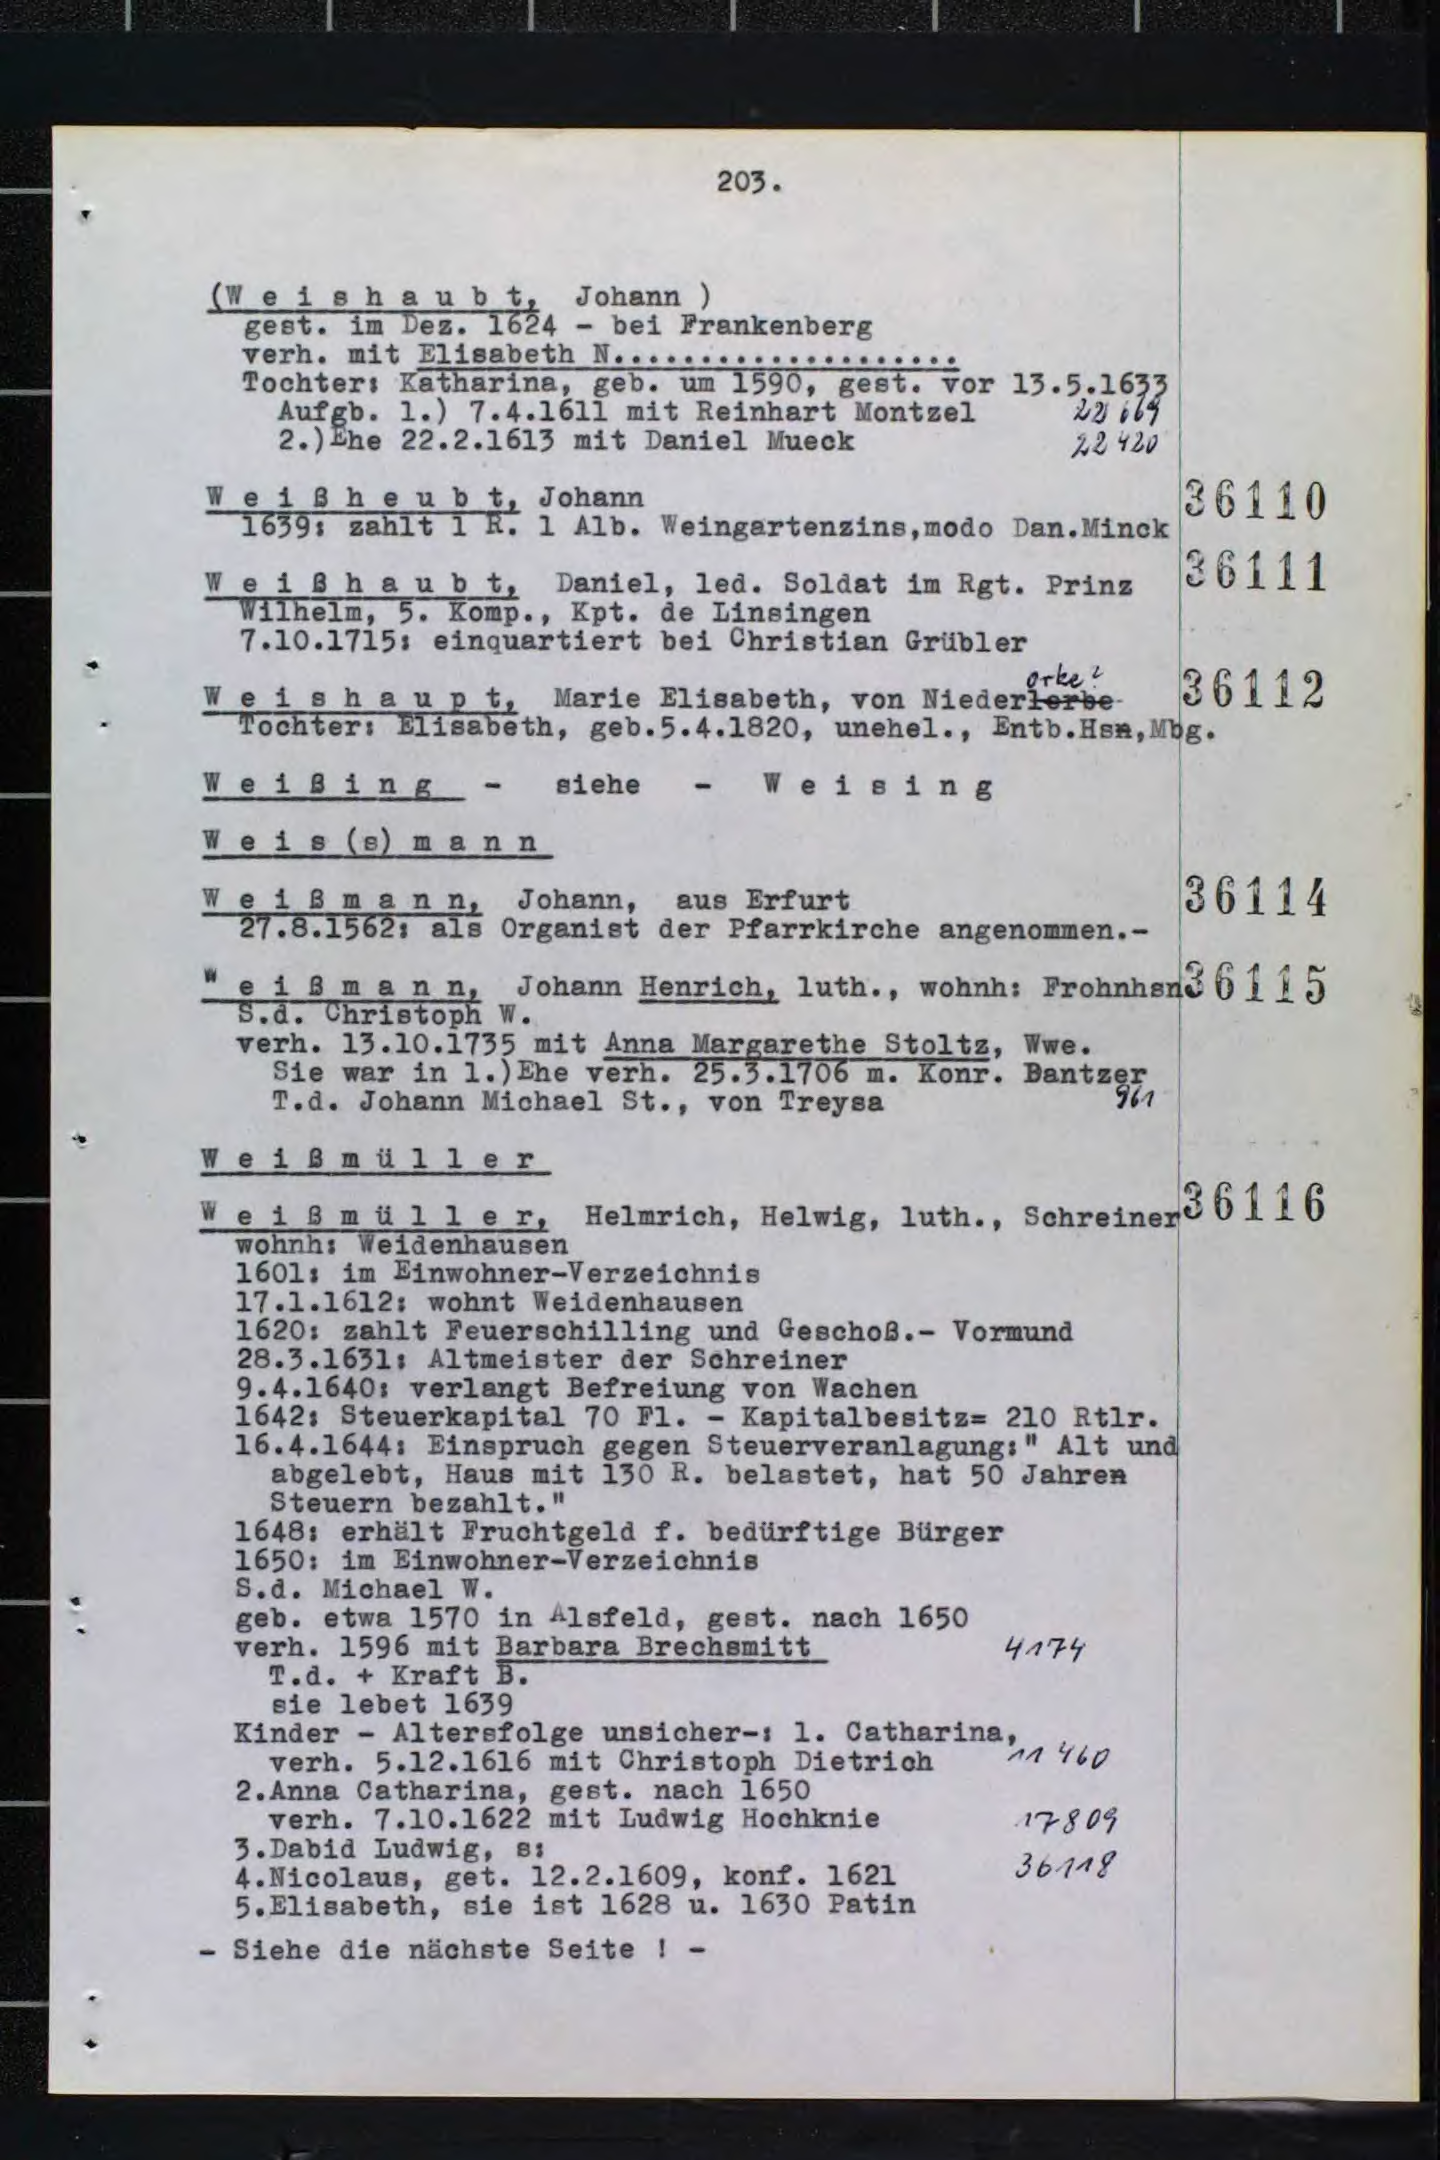 203.
(W e i s h a u b t, Johann )
gest. im Dez. 1624 - bei Frankenberg
verh. mit Elisabeth N....................
Tochter: Katharina, geb. um 1590, gest. vor 13.5.1633
Aufgb. 1.) 7.4.1611 mit Reinhart Montzel
2.)Ehe 22.2.1613 mit Daniel Mueck 22420
W e i ß h e u b t, Johann 36110
1639: zahlt 1 R. 1 Alb. Weingartenzins,modo Dan.Minck
W e i ß h a u b t, Daniel, led. Soldat im Rgt. Prinz 36111
Wilhelm, 5. Komp., Kpt. de Linsingen
7.10.1715: einquartiert bei Christian Grübler
orke?
W e i s h a u p t, Marie Elisabeth, von Niederlerbe 36112
Tochter: Elisabeth, geb.5.4.1820, unehel., Entb.Hsn,Mbg.
W e i ß i n g - siehe - W e i s i n g
W e i s (s) m a n n
W e i ß m a n n, Johann, aus Erfurt 36114
27.8.1562: als Organist der Pfarrkirche angenommen.-
W e i ß m a n n, Johann Henrich, luth., wohnh: Frohnhsn 36115
S.d. Christoph W.
verh. 13.10.1735 mit Anna Margarethe Stoltz, Wwe.
Sie war in 1.)Ehe verh. 25.3.1706 m. Konr. Bantzer
T.d. Johann Michael St., von Treysa 961
W e i ß m ü l l e r
W e i ß m ü l l e r, Helmrich, Helwig, luth., Schreiner 36116
wohnh: Weidenhausen
1601: im Einwohner-Verzeichnis
17.1.1612: wohnt Weidenhausen
1620: zahlt Feuerschilling und Geschoß.- Vormund
28.3.1631: Altmeister der Schreiner
9.4.1640: verlangt Befreiung von Wachen
1642: Steuerkapital 70 Fl. - Kapitalbesitz= 210 Rtlr.
16.4.1644: Einspruch gegen Steuerveranlagung:" Alt und
abgelebt, Haus mit 130 R. belastet, hat 50 Jahren
Steuern bezahlt."
1648: erhält Fruchtgeld f. bedürftige Bürger
1650: im Einwohner-Verzeichnis
S.d. Michael W.
geb. etwa 1570 in Alsfeld, gest. nach 1650
verh. 1596 mit Barbara Brechsmitt 4174
T.d. + Kraft B.
sie lebet 1639
Kinder - Altersfolge unsicher-: 1. Catharina,
verh. 5.12.1616 mit Christoph Dietrich 11460
2.Anna Catharina, gest. nach 1650
verh. 7.10.1622 mit Ludwig Hochknie 17809
3.Dabid Ludwig, s: 36118
4.Nicolaus, get. 12.2.1609, konf. 1621
5.Elisabeth, sie ist 1628 u. 1630 Patin
- Siehe die nächste Seite ! -